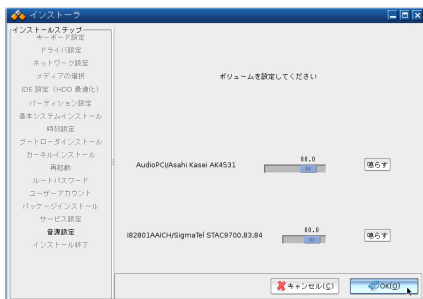 インストーラ
インストールステップ
キーボード設定
ドライバ設定
ネットワーク設定
メディアの選択
IDE 設定（HDD 最適化）
パーティション設定
基本システムインストール
時刻設定
ブートローダインストール
カーネルインストール
再起動
ルートパスワード
ユーザーアカウント
パッケージインストール
サービス設定
音源設定
インストール終了
ボリュームを設定してください
AudioPCI/Asahi Kasei AK4531
80.0
鳴らす
I82801AAICH/SigmaTel STAC9700,83,84
80.0
鳴らす
キャンセル(C)
OK(O)